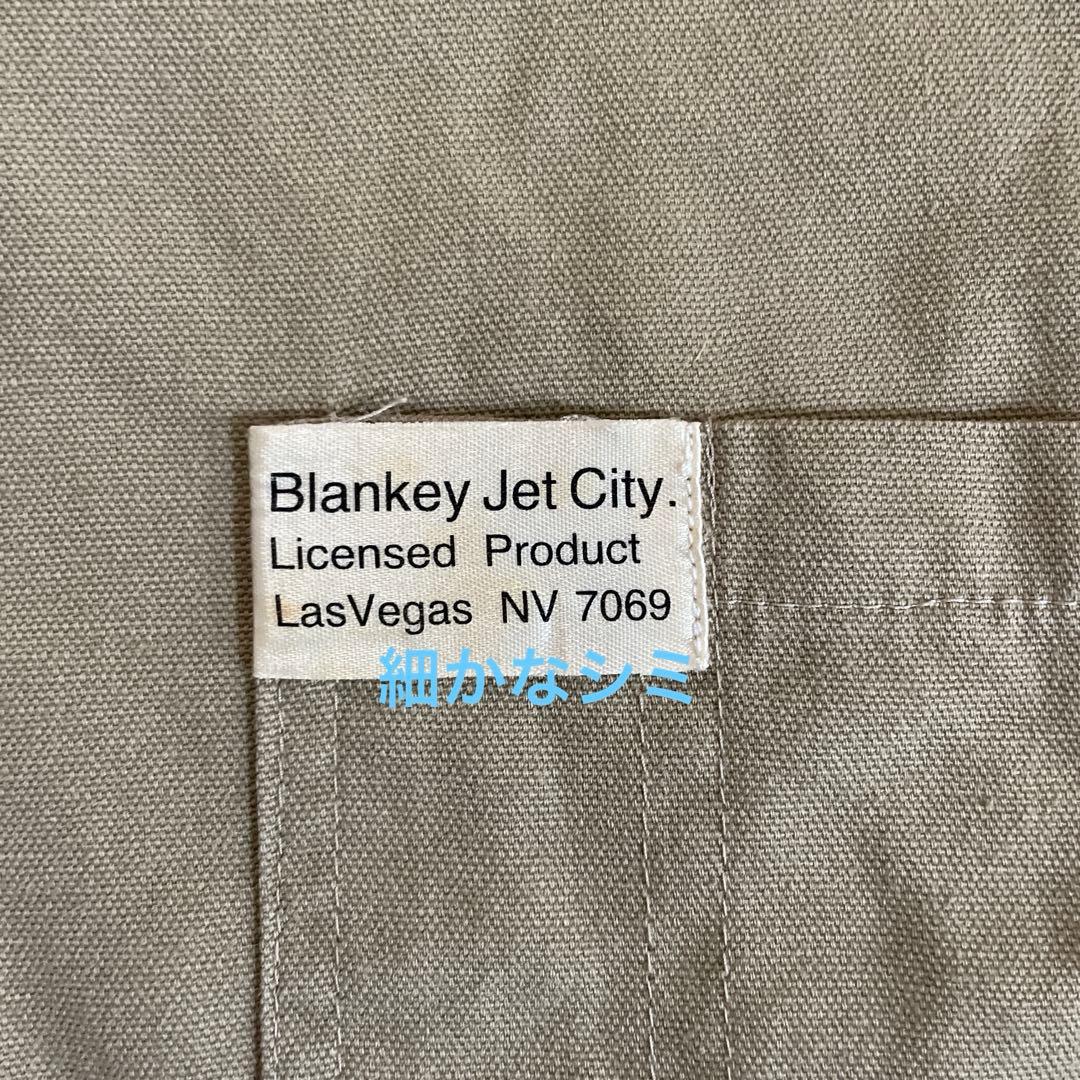 Blankey Jet City.
Licensed Product
LasVegas NV 7069
細かなシミ